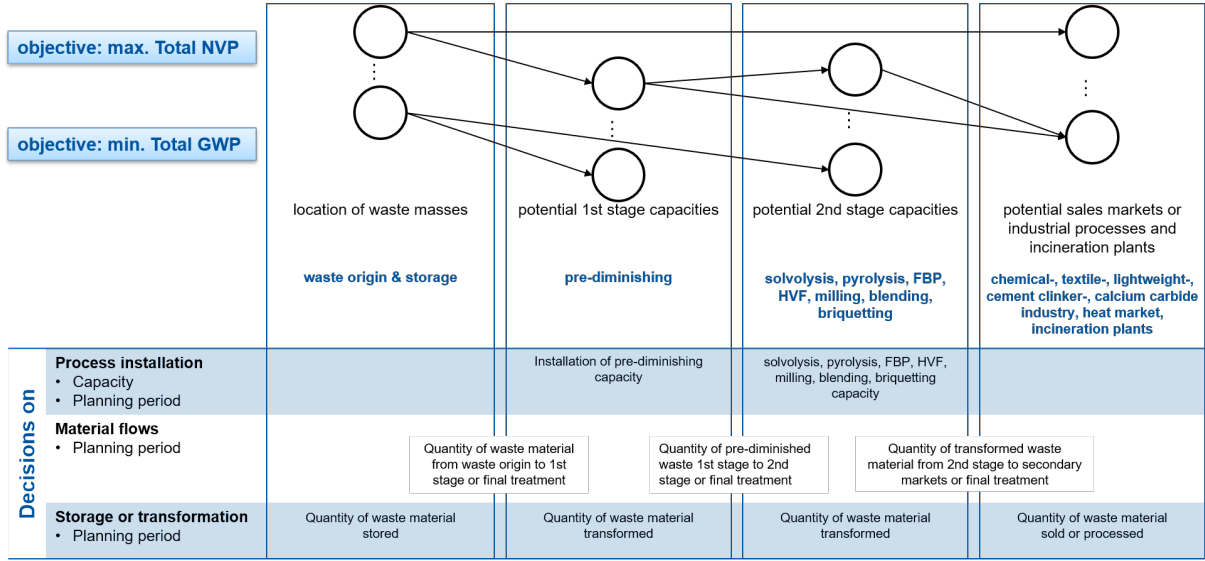 objective: max. Total NVP
objective: min. Total GWP
location of waste masses
potential 1st stage capacities
potential 2nd stage capacities
potential sales markets or
industrial processes and
incineration plants
waste origin & storage
pre-diminishing
solvolysis, pyrolysis, FBP,
HVF, milling, blending,
briquetting
chemical-, textile-, lightweight-,
cement clinker-, calcium carbide
industry, heat market,
incineration plants
Decisions on
Process installation
• Capacity
• Planning period
Installation of pre-diminishing
capacity
solvolysis, pyrolysis, FBP, HVF,
milling, blending, briquetting
capacity
Material flows
• Planning period
Quantity of waste material
from waste origin to 1st
stage or final treatment
Quantity of pre-diminished
waste 1st stage to 2nd
stage or final treatment
Quantity of transformed waste
material from 2nd stage to secondary
markets or final treatment
Storage or transformation
• Planning period
Quantity of waste material
stored
Quantity of waste material
transformed
Quantity of waste material
transformed
Quantity of waste material
sold or processed